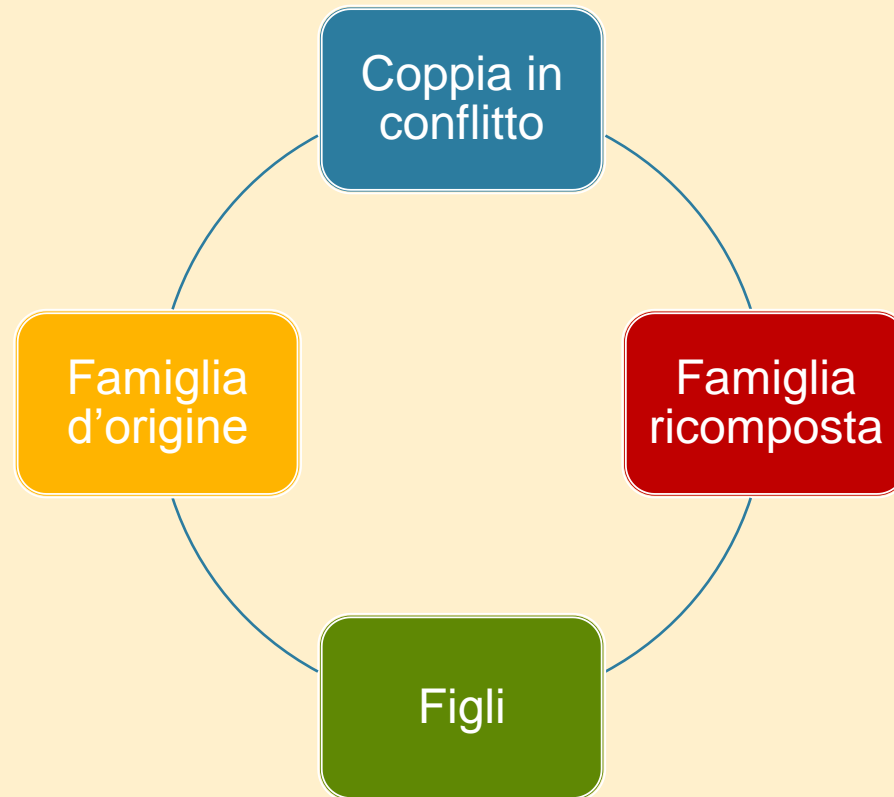 Coppia in
conflitto
Famiglia
d’origine
Famiglia
ricomposta
Figli